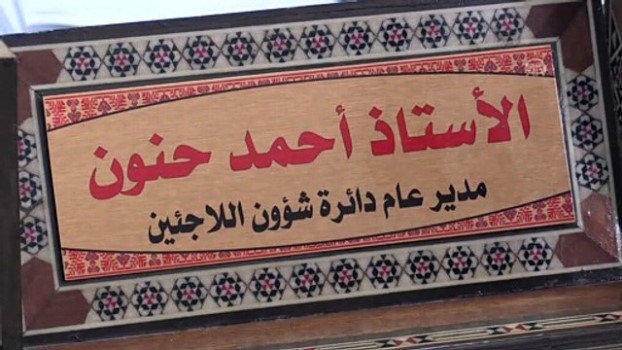 الأستاذ أحمد حنون
مدير عام دائرة شؤون اللاجئين